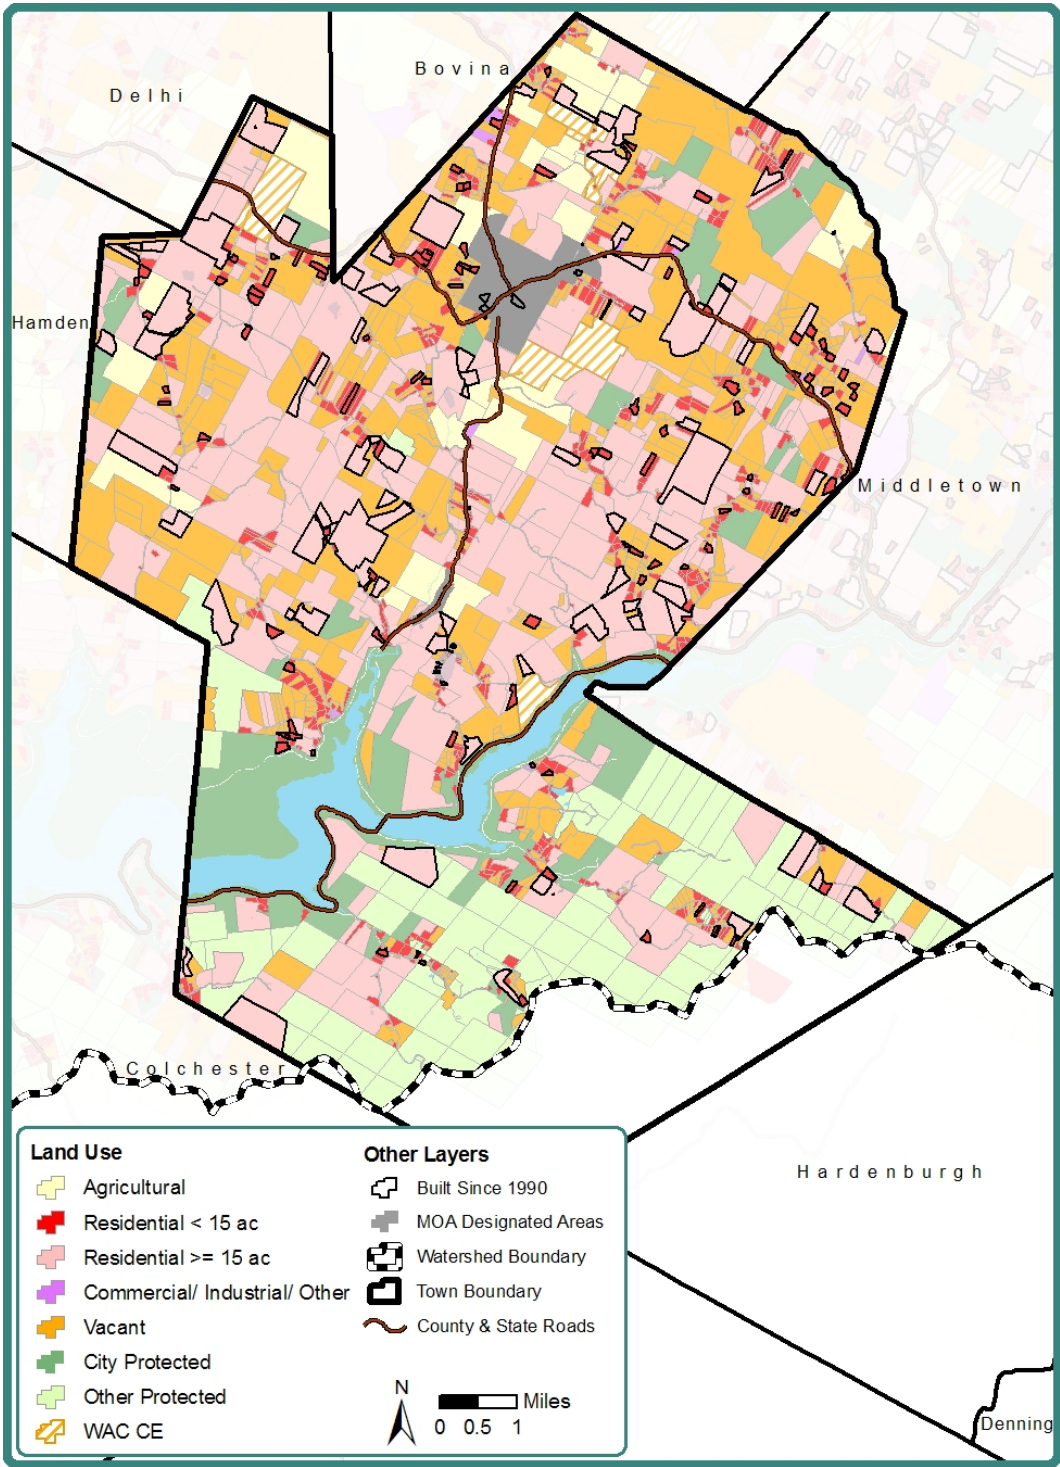 Bovina
Delhi
Hamden
Middletown
Colchester
Hardenburgh
Denning
Land Use
Agricultural
Residential < 15 ac
Residential >= 15 ac
Commercial/ Industrial/ Other
Vacant
City Protected
Other Protected
WAC CE
Other Layers
Built Since 1990
MOA Designated Areas
Watershed Boundary
Town Boundary
County & State Roads
N
Miles
0 0.5 1